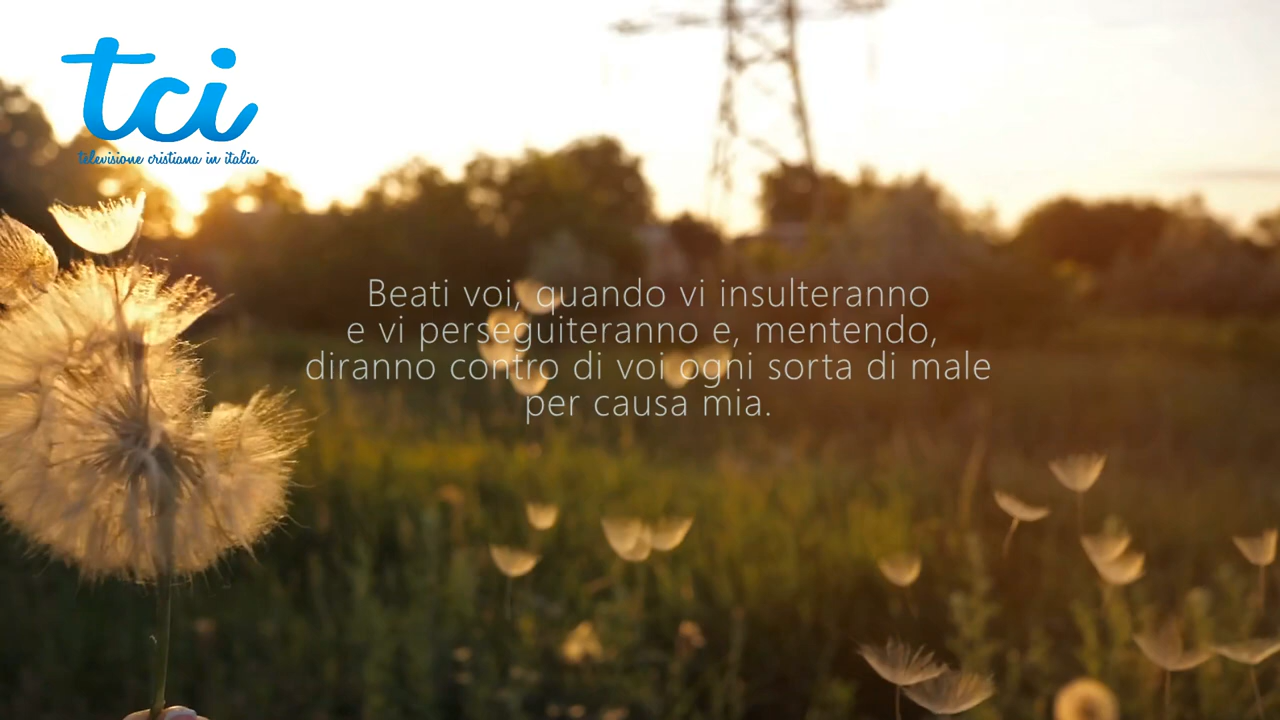 tci
televisione cristiana in italia
Beati voi, quando vi insulteranno
e vi perseguiteranno e, mentendo,
diranno contro di voi ogni sorta di male
per causa mia.